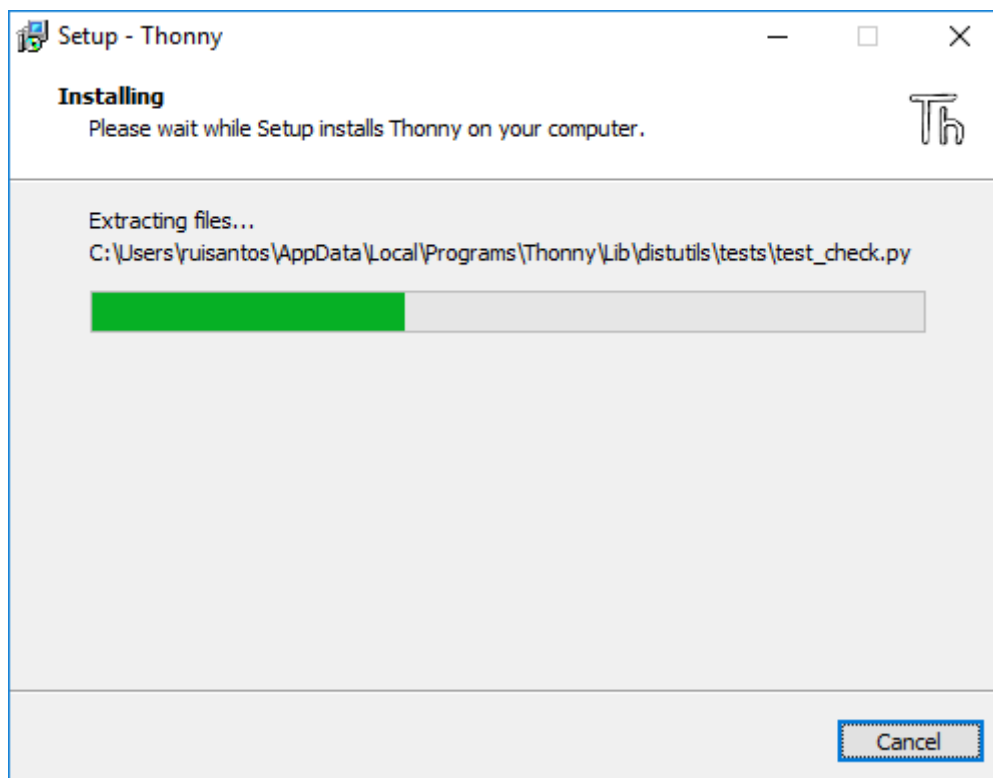 Setup - Thonny
Installing
Please wait while Setup installs Thonny on your computer.
Th
Extracting files...
C:\Users\ruisantos\AppData\Local\Programs\Thonny\Lib\distutils\tests\test_check.py
Cancel